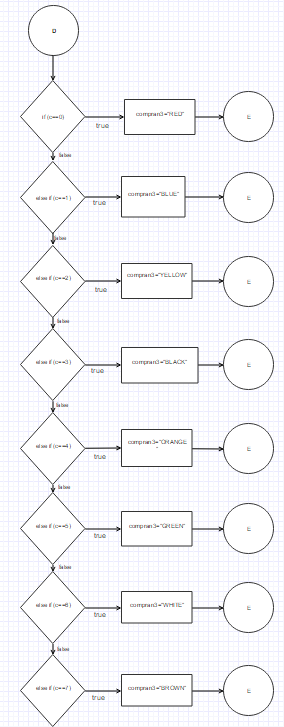 D
if (c==0)
compran3="RED"
E
true
false
else if (c==1)
compran3="BLUE"
E
true
false
else if (c==2)
compran3="YELLOW"
E
true
false
else if (c==3)
compran3="BLACK"
E
true
false
else if (c==4)
compran3="ORANGE
"
E
true
false
else if (c==5)
compran3="GREEN"
E
true
false
else if (c==6)
compran3="WHITE"
E
true
false
else if (c==7)
compran3="BROWN"
E
true